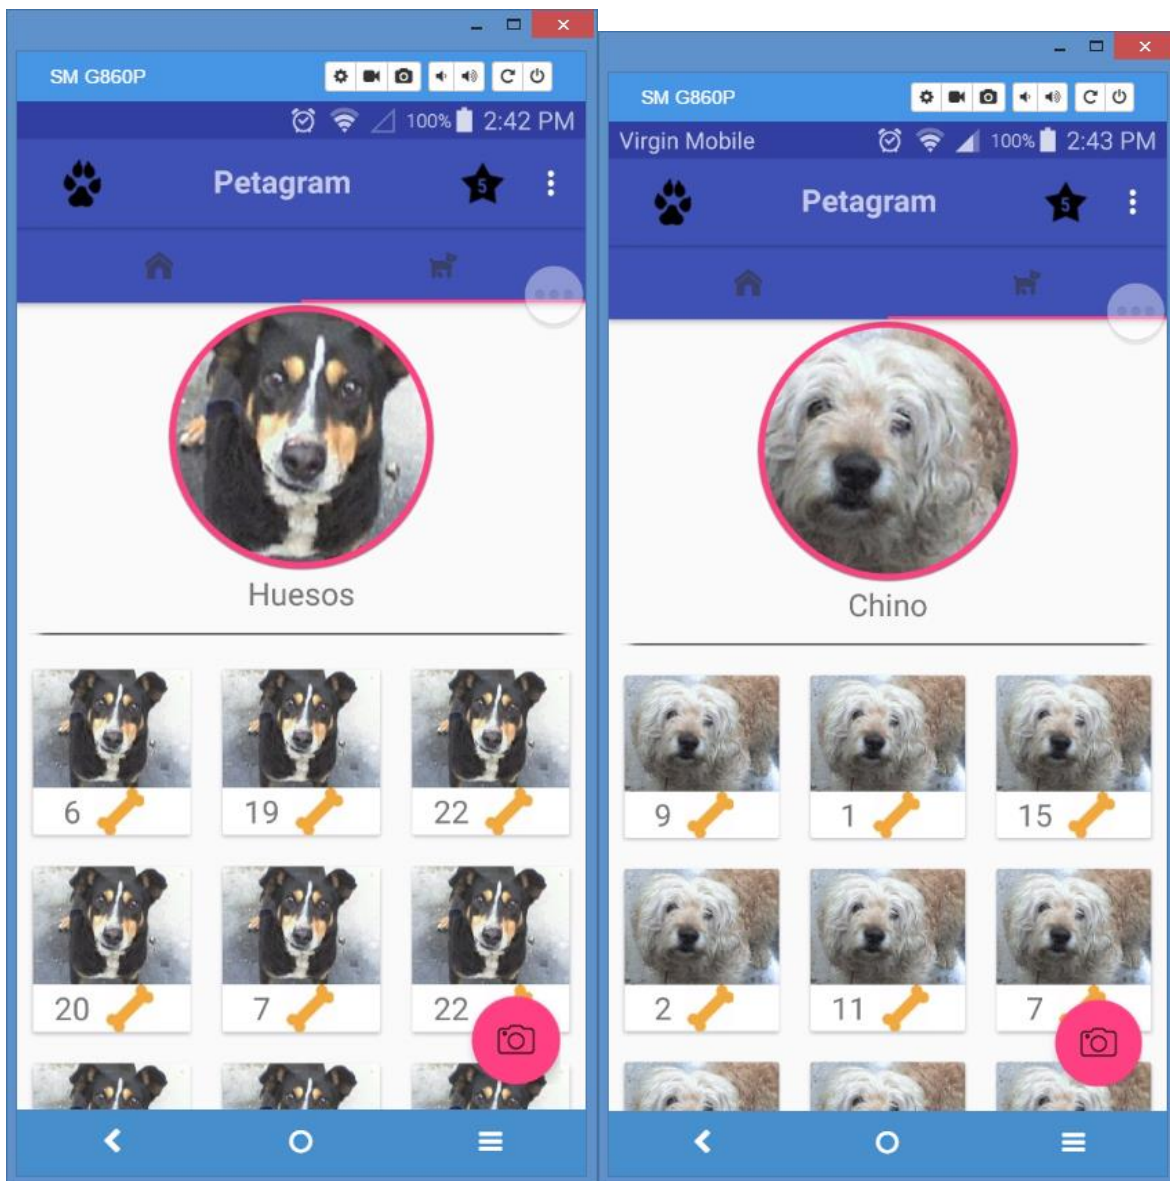 SM G860P
100% 2:42 PM
Petagram
5
Huesos
6 19 22
20 7 22
SM G860P
Virgin Mobile 100% 2:43 PM
Petagram
5
Chino
9 1 15
2 11 7